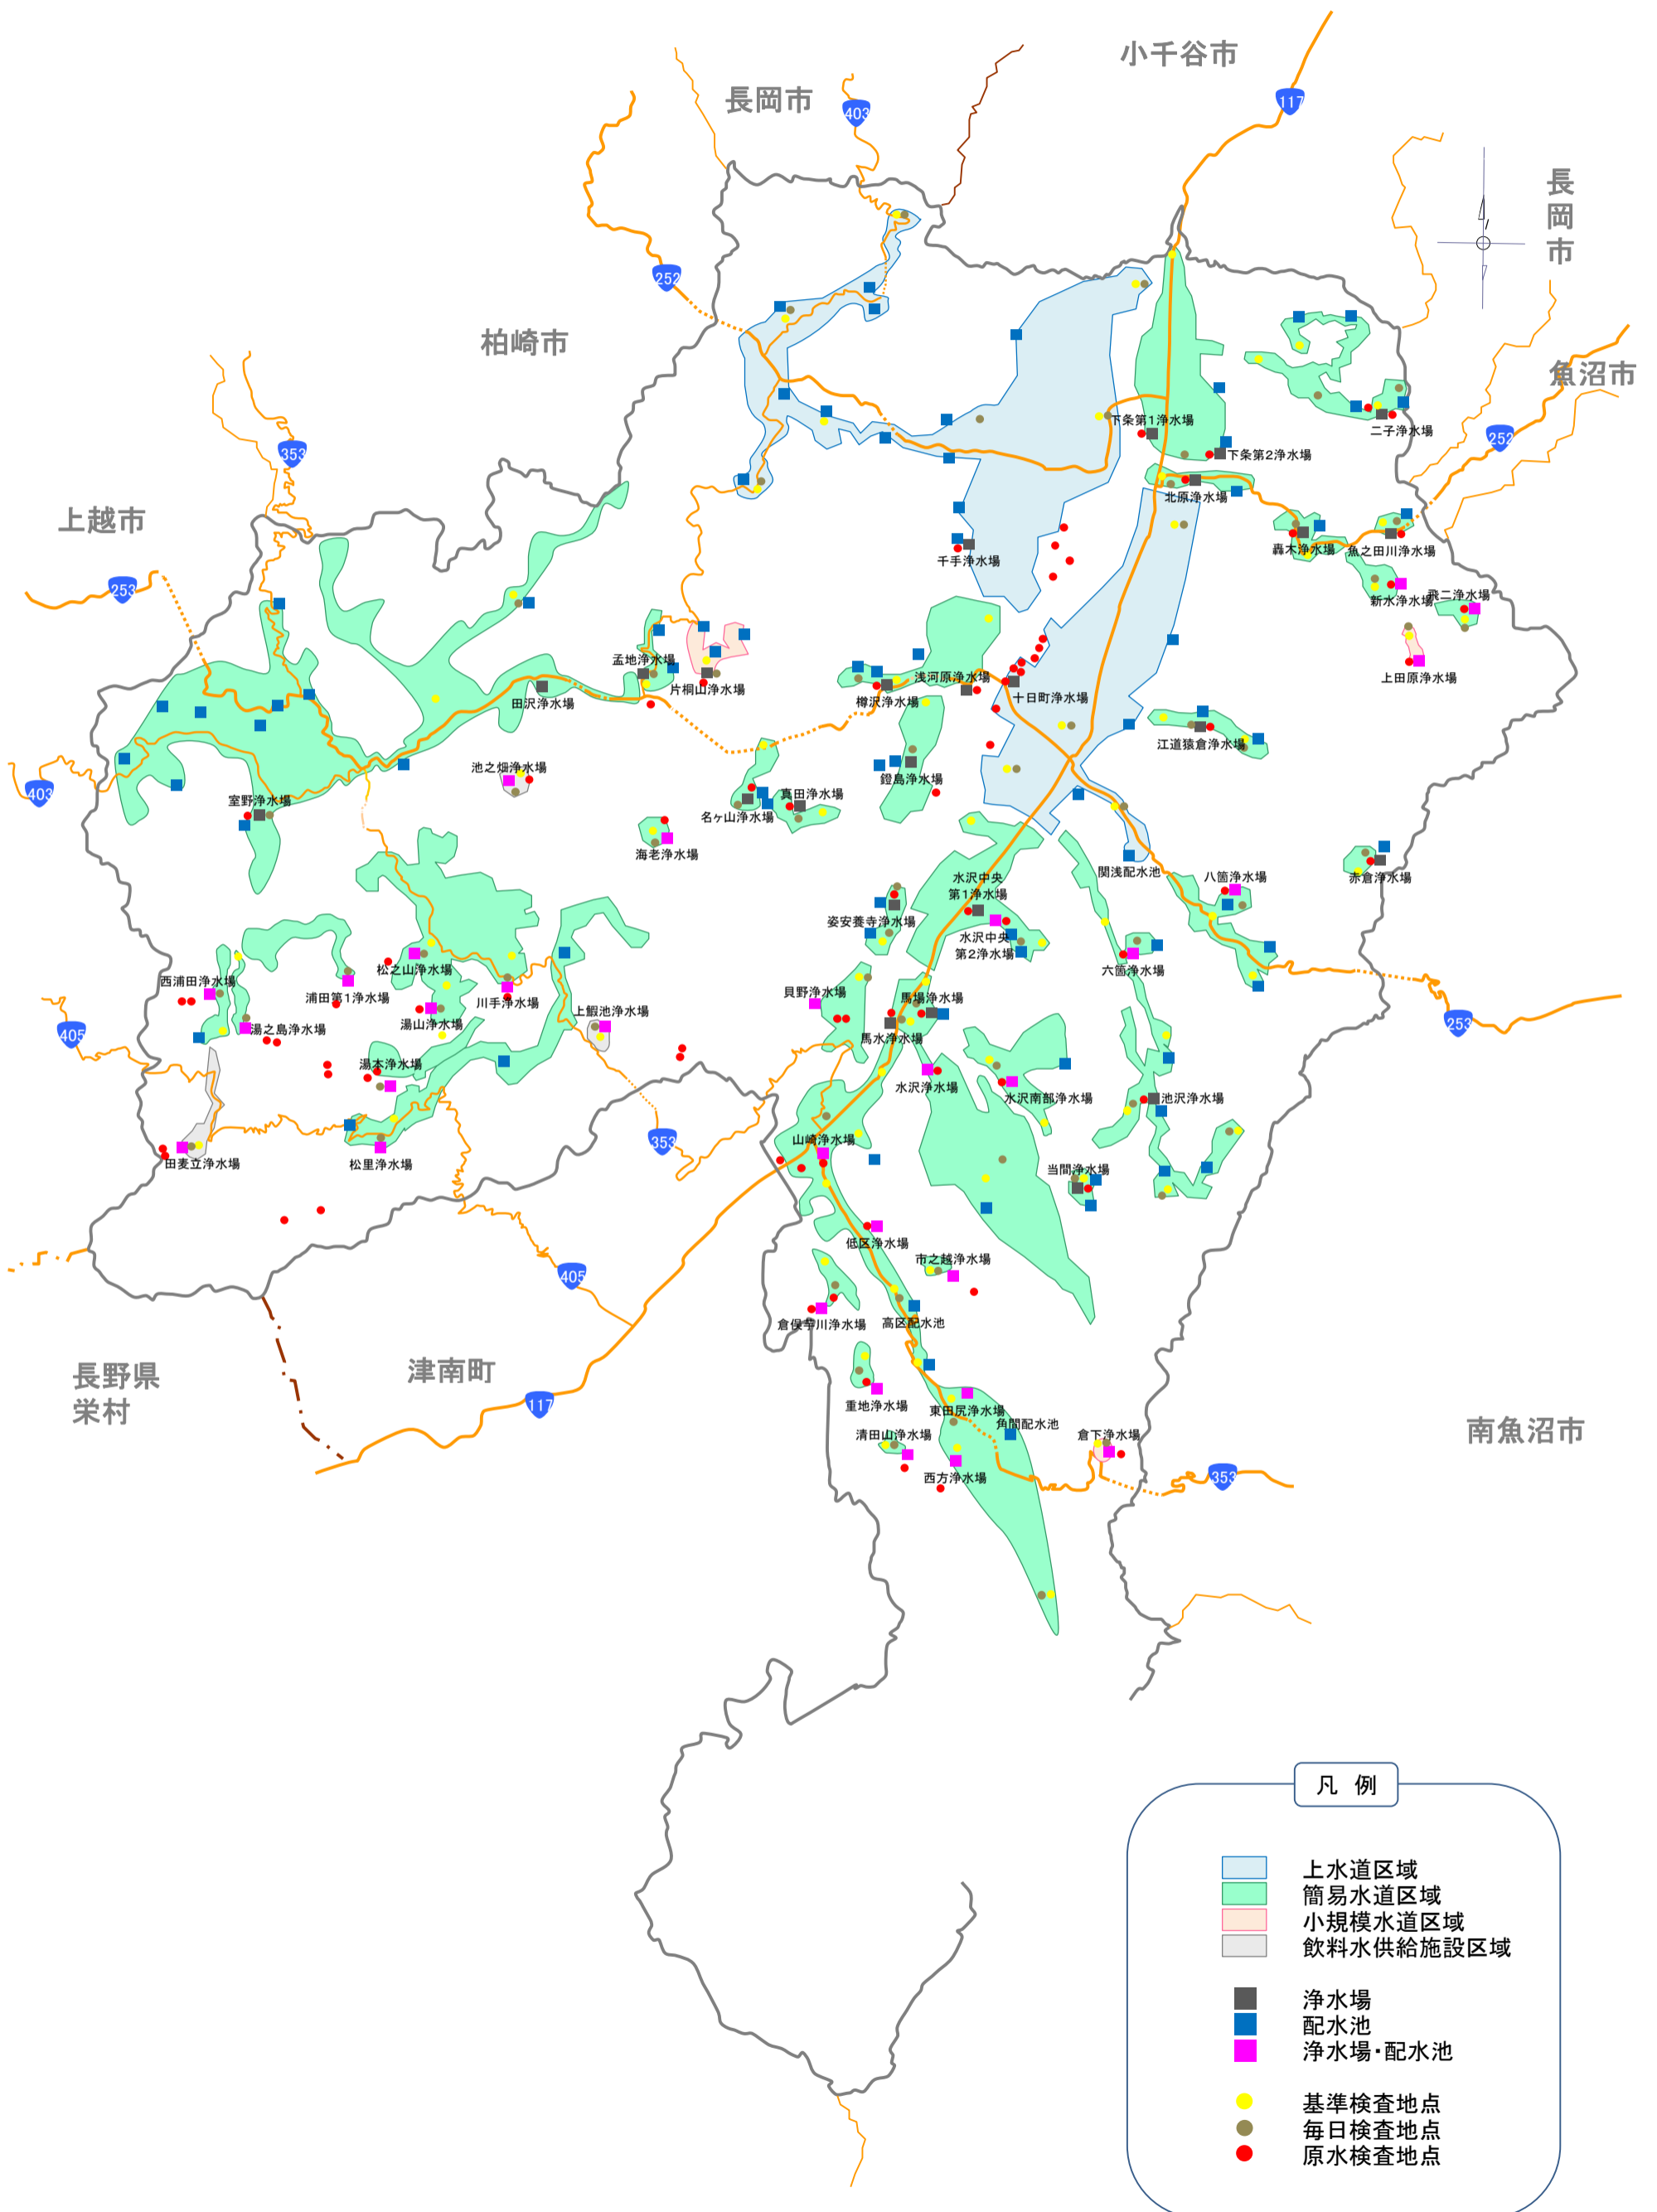 小千谷市
長岡市
403
117
長岡市
252
柏崎市
魚沼市
252
353
下条第1浄水場
二子浄水場
下条第2浄水場
北原浄水場
上越市
253
千手浄水場
轟木浄水場
魚之田川浄水場
新水浄水場
飛二浄水場
孟地浄水場
片桐山浄水場
田沢浄水場
樽沢浄水場
浅河原浄水場
十日町浄水場
上田原浄水場
江道猿倉浄水場
403
池之畑浄水場
鐙島浄水場
室野浄水場
名ヶ山浄水場
真田浄水場
海老浄水場
関浅配水池
八箇浄水場
赤倉浄水場
水沢中央
第1浄水場
姿安養寺浄水場
水沢中央
第2浄水場
六箇浄水場
西浦田浄水場
浦田第1浄水場
松之山浄水場
川手浄水場
貝野浄水場
馬場浄水場
上鰕池浄水場
405
湯之島浄水場
湯山浄水場
馬水浄水場
253
湯本浄水場
水沢浄水場
水沢南部浄水場
池沢浄水場
353
田麦立浄水場
松里浄水場
山崎浄水場
当間浄水場
低区浄水場
市之越浄水場
405
倉俣芋川浄水場
高区配水池
長野県
栄村
津南町
117
重地浄水場
東田尻浄水場
角間配水池
清田山浄水場
倉下浄水場
南魚沼市
西方浄水場
353
凡 例
上水道区域
簡易水道区域
小規模水道区域
飲料水供給施設区域
浄水場
配水池
浄水場・配水池
基準検査地点
毎日検査地点
原水検査地点